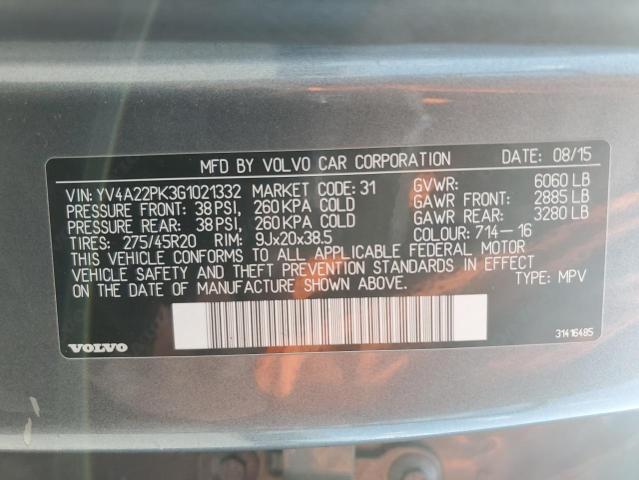 MFD BY VOLVO CAR CORPORATION DATE: 08/15
VIN: YV4A22PK3G1021332 MARKET CODE: 31 GVWR: 6060 LB
PRESSURE FRONT: 38 PSI, 260 KPA COLD GAWR FRONT: 2885 LB
PRESSURE REAR: 38 PSI, 260 KPA COLD GAWR REAR: 3280 LB
TIRES: 275/45R20 RIM: 9Jx20x38.5 COLOUR: 714-16
THIS VEHICLE CONFORMS TO ALL APPLICABLE FEDERAL MOTOR
VEHICLE SAFETY AND THEFT PREVENTION STANDARDS IN EFFECT
ON THE DATE OF MANUFACTURE SHOWN ABOVE. TYPE: MPV
VOLVO 31416485